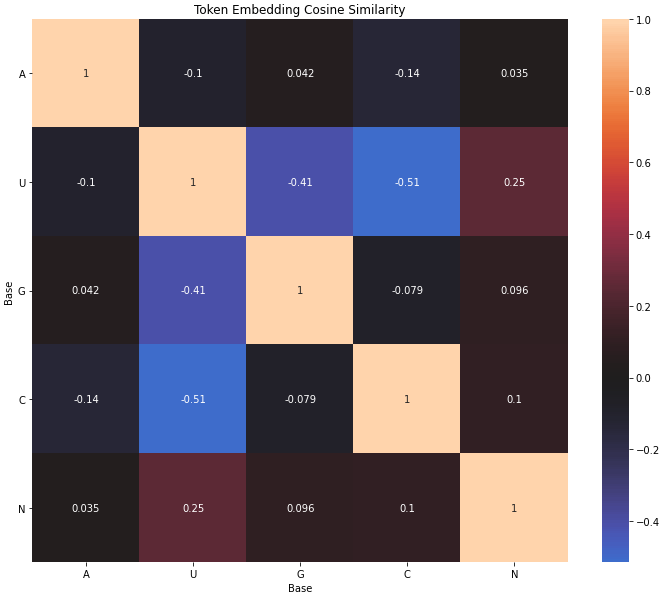 Token Embedding Cosine Similarity
A 1 -0.1 0.042 -0.14 0.035
U -0.1 1 -0.41 -0.51 0.25
G 0.042 -0.41 1 -0.079 0.096
C -0.14 -0.51 -0.079 1 0.1
N 0.035 0.25 0.096 0.1 1
A U G C N
Base
Base
1.0
0.8
0.6
0.4
0.2
0.0
−0.2
−0.4